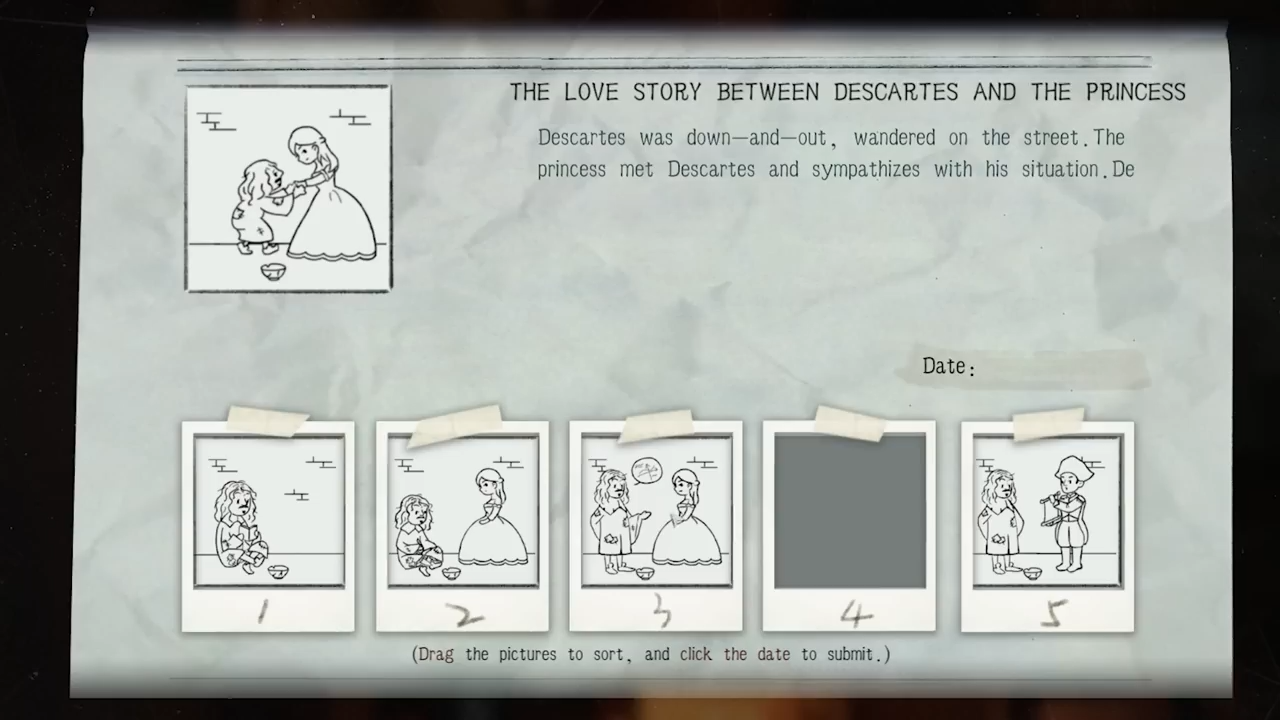 THE LOVE STORY BETWEEN DESCARTES AND THE PRINCESS
Descartes was down—and—out, wandered on the street.The
princess met Descartes and sympathizes with his situation.De
Date:
1
2
3
4
5
(Drag the pictures to sort, and click the date to submit.)